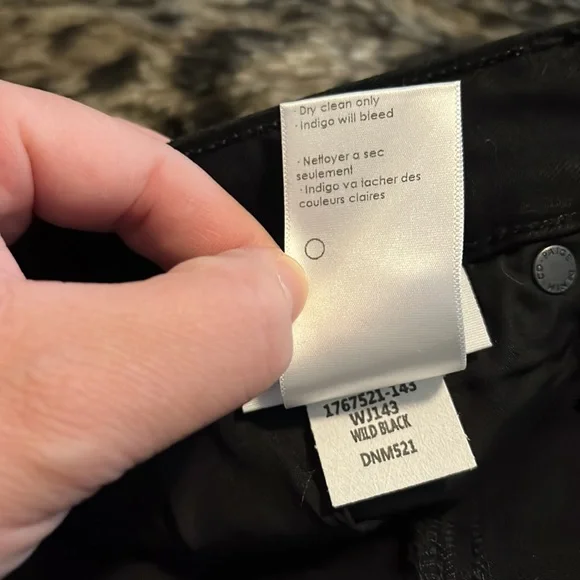 · Dry clean only
· Indigo will bleed
· Nettoyer a sec
seulement
· Indigo va tacher des
couleurs claires
1767521-143
WJ143
WILD BLACK
DNM521